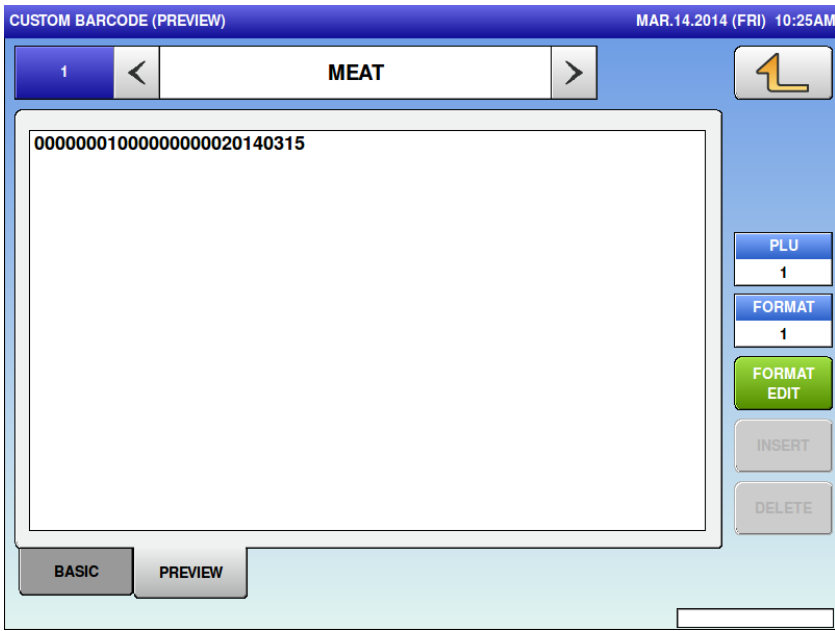 CUSTOM BARCODE (PREVIEW) MAR.14.2014 (FRI) 10:25AM
1 MEAT
00000001000000000020140315
PLU
1
FORMAT
1
FORMAT
EDIT
INSERT
DELETE
BASIC PREVIEW